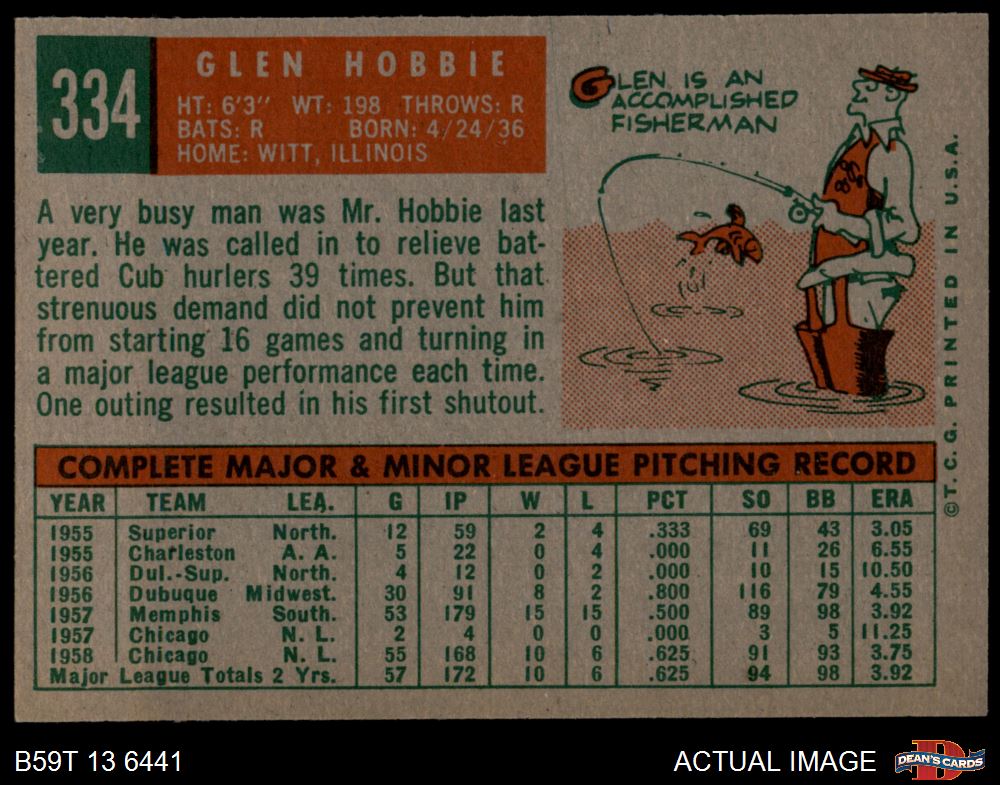 334
GLEN HOBBIE
HT: 6'3" WT: 198 THROWS: R
BATS: R BORN: 4/24/36
HOME: WITT, ILLINOIS
GLEN IS AN
ACCOMPLISHED
FISHERMAN
A very busy man was Mr. Hobbie last
year. He was called in to relieve bat-
tered Cub hurlers 39 times. But that
strenuous demand did not prevent him
from starting 16 games and turning in
a major league performance each time.
One outing resulted in his first shutout.
©T. C. G. PRINTED IN U.S.A.
COMPLETE MAJOR & MINOR LEAGUE PITCHING RECORD
YEAR TEAM LEA. G IP W L PCT SO BB ERA
1955 Superior North. 12 59 2 4 .333 69 43 3.05
1955 Charleston A. A. 5 22 0 4 .000 11 26 6.55
1956 Dul.-Sup. North. 4 12 0 2 .000 10 15 10.50
1956 Dubuque Midwest. 30 91 8 2 .800 116 79 4.55
1957 Memphis South. 53 179 15 15 .500 89 98 3.92
1957 Chicago N. L. 2 4 0 0 .000 3 5 11.25
1958 Chicago N. L. 55 168 10 6 .625 91 93 3.75
Major League Totals 2 Yrs. 57 172 10 6 .625 94 98 3.92
B59T 13 6441
ACTUAL IMAGE
D
DEAN'S CARDS